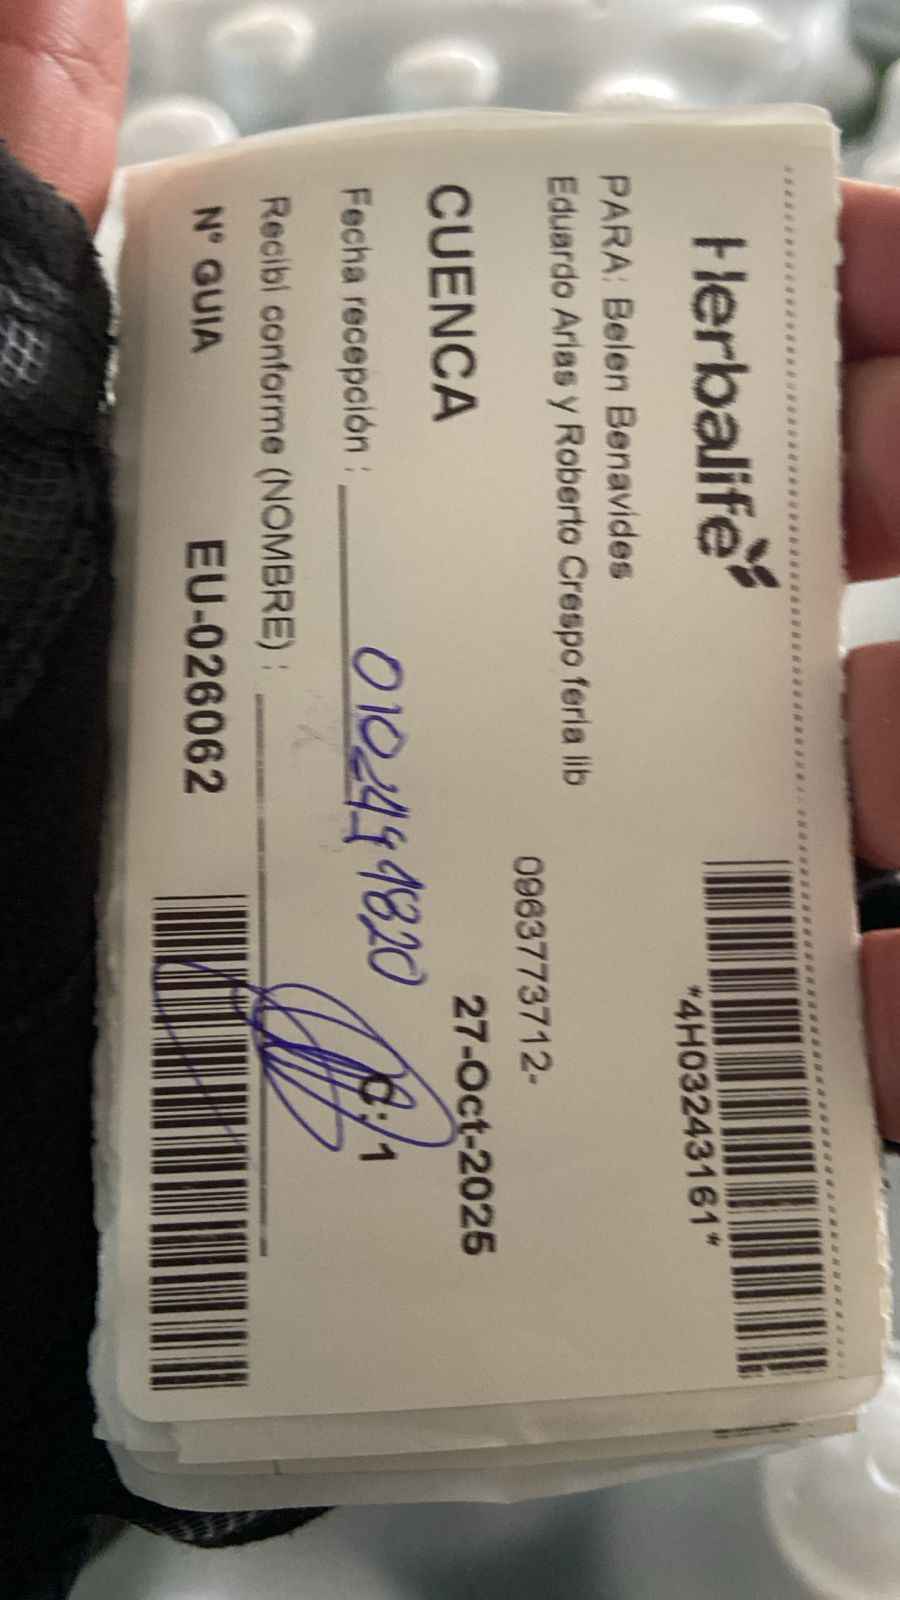 Herbalife
*4H03243161*
PARA: Belen Benavides
Eduardo Arias y Roberto Crespo feria lib
0963773712-
CUENCA
27-Oct-2025
Fecha recepción :
C: 1
Recibí conforme (NOMBRE) :
Nº GUIA
EU-026062